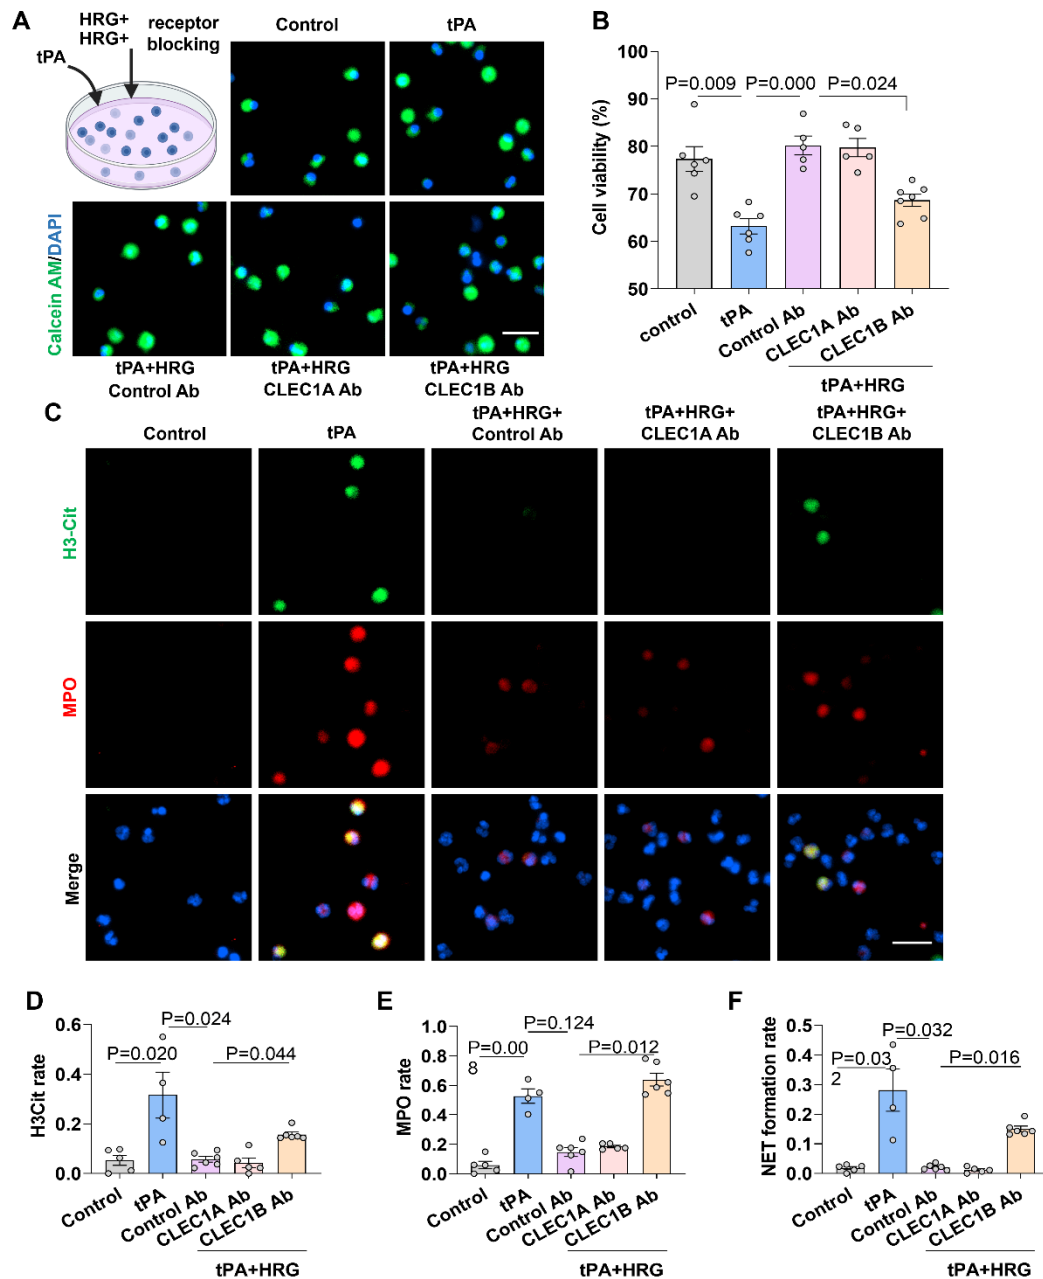 A
HRG+
HRG+
receptor
blocking
tPA
Control
tPA
Calcein AM/DAPI
tPA+HRG
Control Ab
tPA+HRG
CLEC1A Ab
tPA+HRG
CLEC1B Ab
B
Cell viability (%)
100
90
80
70
60
50
P=0.009
P=0.000
P=0.024
control
tPA
Control Ab
CLEC1A Ab
CLEC1B Ab
tPA+HRG
C
Control
tPA
tPA+HRG+
Control Ab
tPA+HRG+
CLEC1A Ab
tPA+HRG+
CLEC1B Ab
H3-Cit
MPO
Merge
D
H3Cit rate
0.6
0.4
0.2
0.0
P=0.024
P=0.020
P=0.044
Control
tPA
Control Ab
CLEC1A Ab
CLEC1B Ab
tPA+HRG
E
MPO rate
1.0
0.8
0.6
0.4
0.2
0.0
P=0.124
P=0.00
8
P=0.012
Control
tPA
Control Ab
CLEC1A Ab
CLEC1B Ab
tPA+HRG
F
NET formation rate
0.5
0.4
0.3
0.2
0.1
0.0
P=0.032
P=0.03
2
P=0.016
Control
tPA
Control Ab
CLEC1A Ab
CLEC1B Ab
tPA+HRG